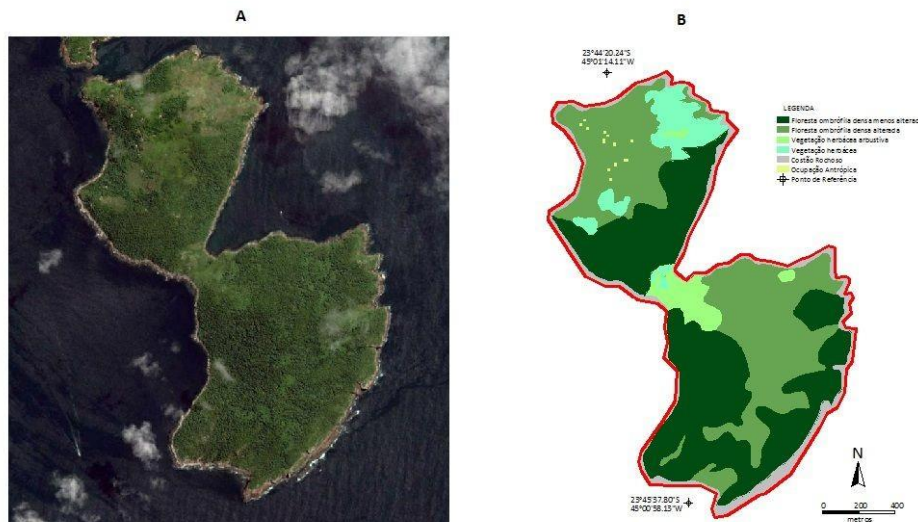 A
B
23°44'20.24"S
45°01'14.11"W
LEGENDA
Floresta ombrófila densa menos alterad
Floresta ombrófila densa alterada
Vegetação herbácea arbustiva
Vegetação herbácea
Costão Rochoso
Ocupação Antrópica
Ponto de Referência
23°45'37.80"S
45°00'58.13"W
N
0 200 400
metros